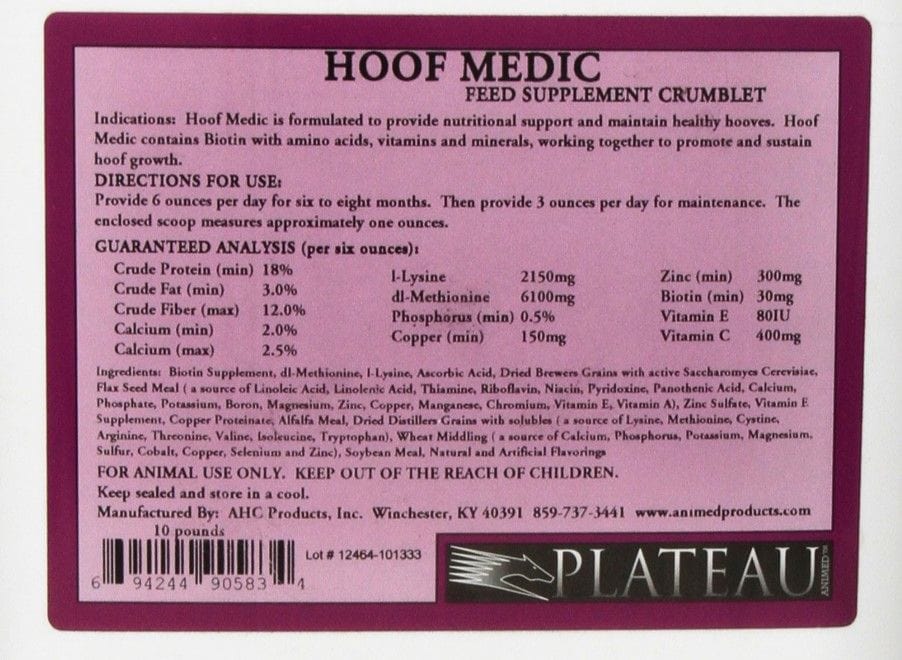 HOOF MEDIC
FEED SUPPLEMENT CRUMBLET
Indications: Hoof Medic is formulated to provide nutritional support and maintain healthy hooves. Hoof
Medic contains Biotin with amino acids, vitamins and minerals, working together to promote and sustain
hoof growth.
DIRECTIONS FOR USE:
Provide 6 ounces per day for six to eight months. Then provide 3 ounces per day for maintenance. The
enclosed scoop measures approximately one ounces.
GUARANTEED ANALYSIS (per six ounces):
Crude Protein (min) 18%
Crude Fat (min) 3.0%
Crude Fiber (max) 12.0%
Calcium (min) 2.0%
Calcium (max) 2.5%
l-Lysine 2150mg
dl-Methionine 6100mg
Phosphorus (min) 0.5%
Copper (min) 150mg
Zinc (min) 300mg
Biotin (min) 30mg
Vitamin E 80IU
Vitamin C 400mg
Ingredients: Biotin Supplement, dl-Methionine, l-Lysine, Ascorbic Acid, Dried Brewers Grains with active Saccharomyes Cerevisiae,
Flax Seed Meal ( a source of Linoleic Acid, Linolenic Acid, Thiamine, Riboflavin, Niacin, Pyridoxine, Panothenic Acid, Calcium,
Phosphate, Potassium, Boron, Magnesium, Zinc, Copper, Manganese, Chromium, Vitamin E, Vitamin A), Zinc Sulfate, Vitamin E
Supplement, Copper Proteinate, Alfalfa Meal, Dried Distillers Grains with solubles ( a source of Lysine, Methionine, Cystine,
Arginine, Threonine, Valine, Isoleucine, Tryptophan), Wheat Middling ( a source of Calcium, Phosphorus, Potassium, Magnesium,
Sulfur, Cobalt, Copper, Selenium and Zinc), Soybean Meal, Natural and Artificial Flavorings
FOR ANIMAL USE ONLY. KEEP OUT OF THE REACH OF CHILDREN.
Keep sealed and store in a cool.
Manufactured By: AHC Products, Inc. Winchester, KY 40391 859-737-3441 www.animedproducts.com
10 pounds
Lot # 12464-101333
6 94244 90583 4
PLATEAU
ANIMED™